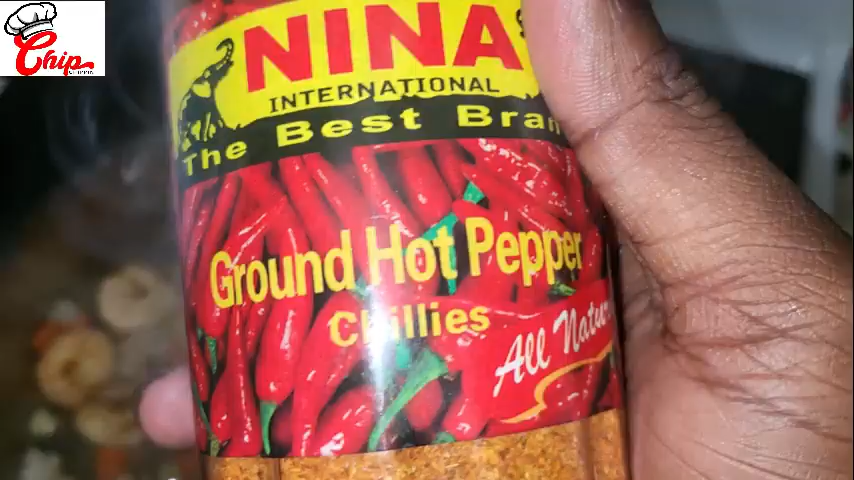 Chip
NINA
INTERNATIONAL
The Best Bran
Ground Hot Pepper
Chillies
All Natu